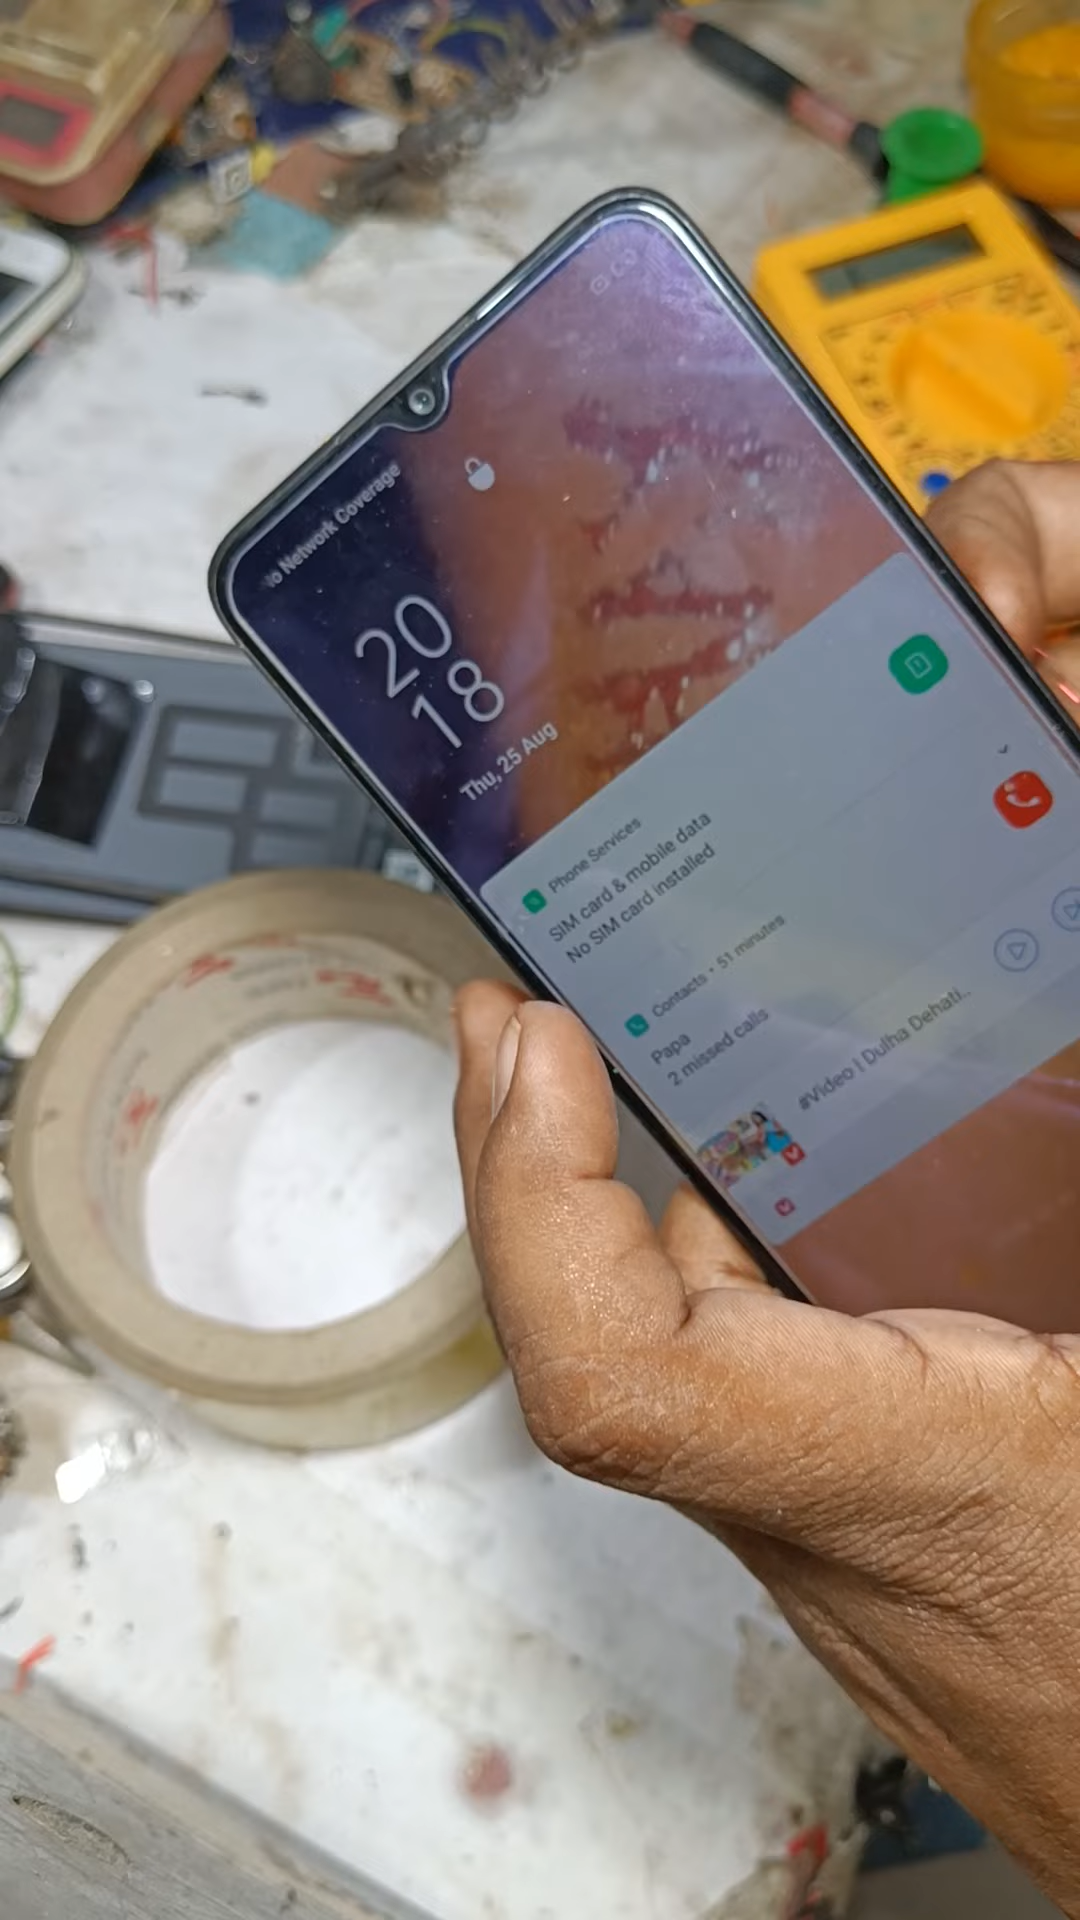 Network Coverage
20
18
Thu, 25 Aug
Phone Services
SIM card & mobile data
No SIM card installed
Contacts • 51 minutes
Papa
2 missed calls
#Video | Dulha Dehati..